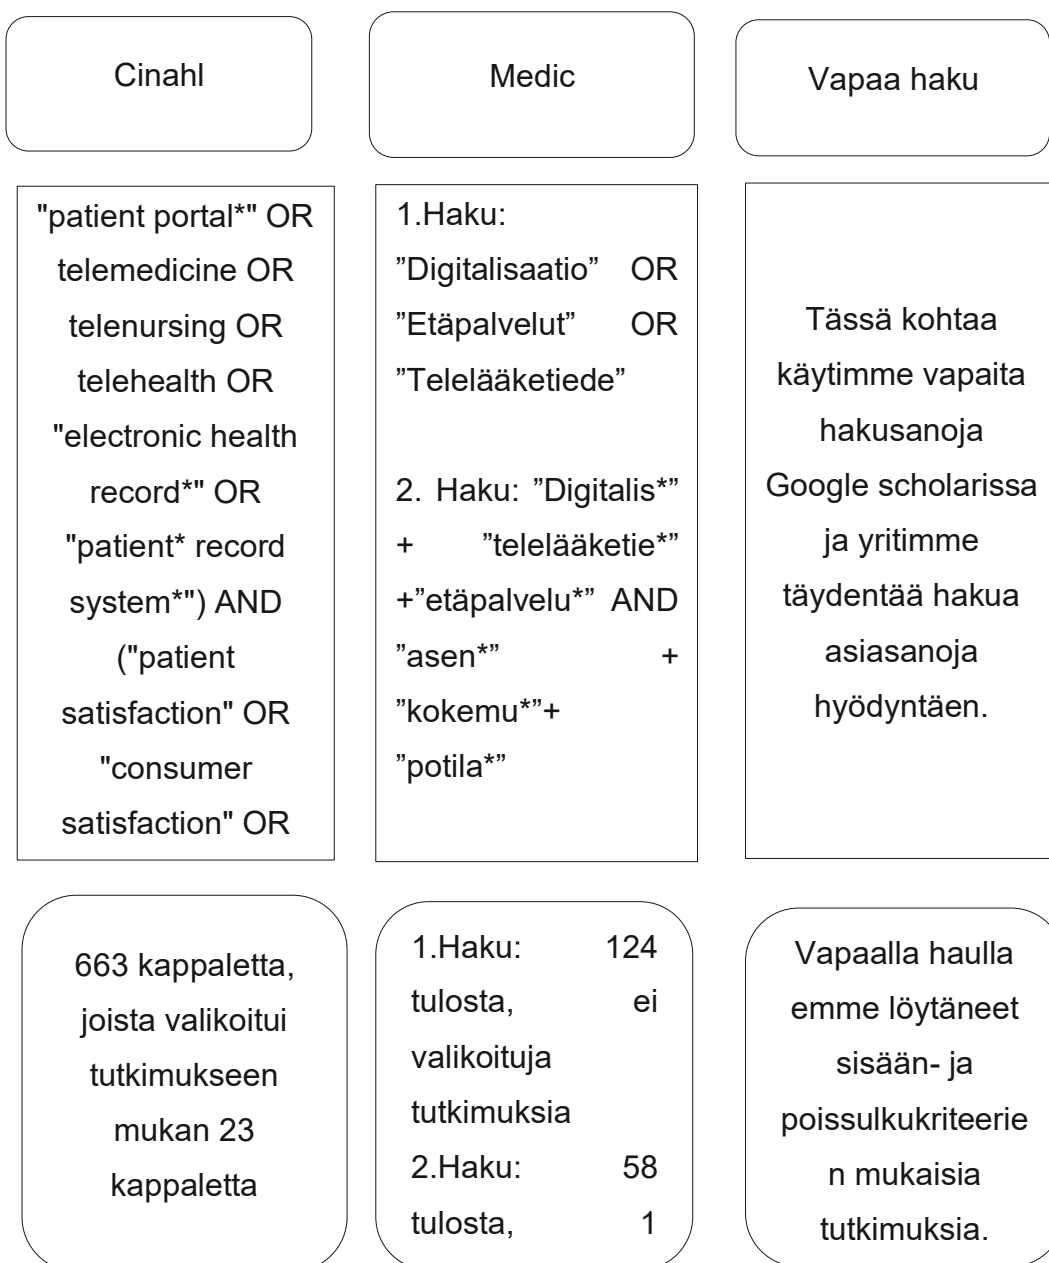 Cinahl
Medic
Vapaa haku
"patient portal*" OR
telemedicine OR
telenursing OR
telehealth OR
"electronic health
record*" OR
"patient* record
system*") AND
("patient
satisfaction" OR
"consumer
satisfaction" OR
1.Haku:
”Digitalisaatio” OR
”Etäpalvelut” OR
”Telelääketiede”
2. Haku: ”Digitalis*”
+ ”telelääketie*”
+”etäpalvelu*” AND
”asen*” +
”kokemu*”+
”potila*”
Tässä kohtaa
käytimme vapaita
hakusanoja
Google scholarissa
ja yritimme
täydentää hakua
asiasanoja
hyödyntäen.
663 kappaletta,
joista valikoitui
tutkimukseen
mukan 23
kappaletta
1.Haku: 124
tulosta, ei
valikoituja
tutkimuksia
2.Haku: 58
tulosta, 1
Vapaalla haulla
emme löytäneet
sisään- ja
poissulkukriteerie
n mukaisia
tutkimuksia.